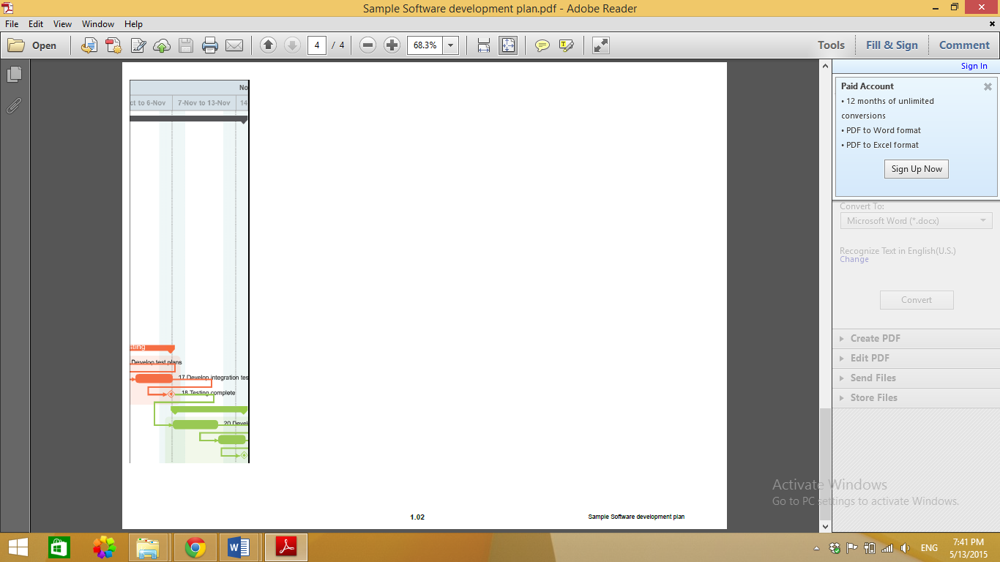 Sample Software development plan.pdf - Adobe Reader
File Edit View Window Help
Open 4 / 4 68.3% Tools Fill & Sign Comment
Sign In
Paid Account
• 12 months of unlimited
conversions
• PDF to Word format
• PDF to Excel format
Sign Up Now
Convert To:
Microsoft Word (*.docx)
Recognize Text in English(U.S.)
Change
Convert
Create PDF
Edit PDF
Send Files
Store Files
No
ct to 6-Nov 7-Nov to 13-Nov 14
sting
Develop test plans
17 Develop integration tes
18 Testing complete
20 Devel
1.02 Sample Software development plan
Activate Windows
Go to PC settings to activate Windows.
ENG 7:41 PM
5/13/2015